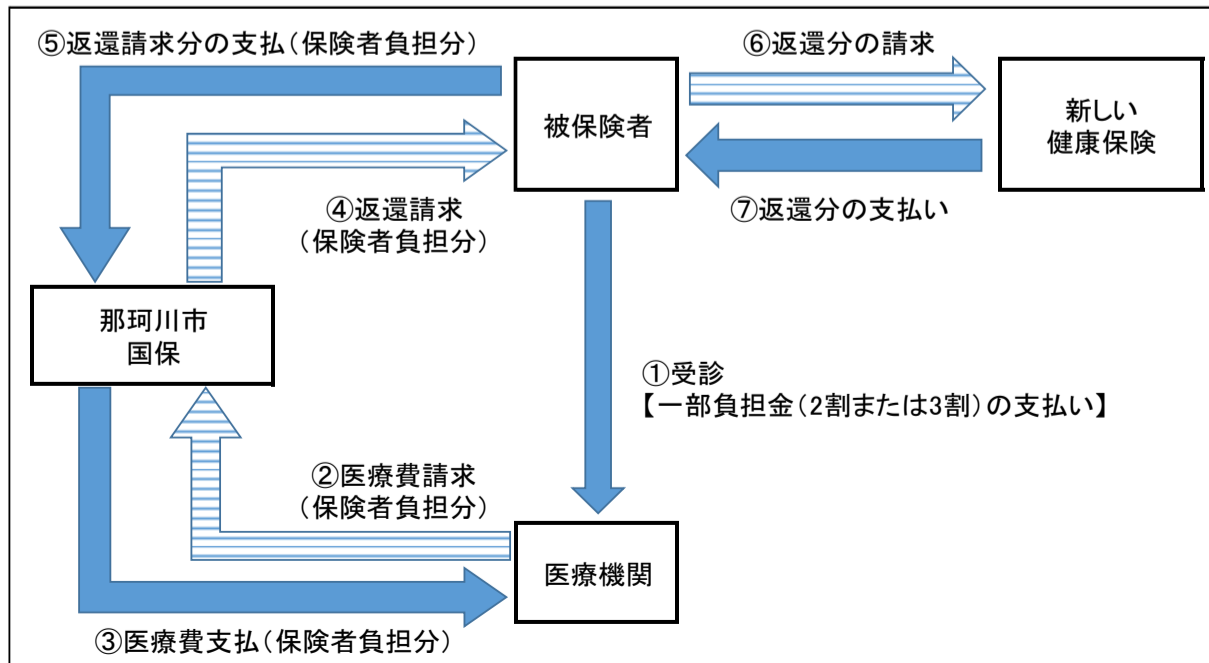 ⑤返還請求分の支払(保険者負担分)
⑥返還分の請求
被保険者
新しい
健康保険
④返還請求
(保険者負担分)
⑦返還分の支払い
那珂川市
国保
①受診
【一部負担金(2割または3割)の支払い】
②医療費請求
(保険者負担分)
医療機関
③医療費支払(保険者負担分)